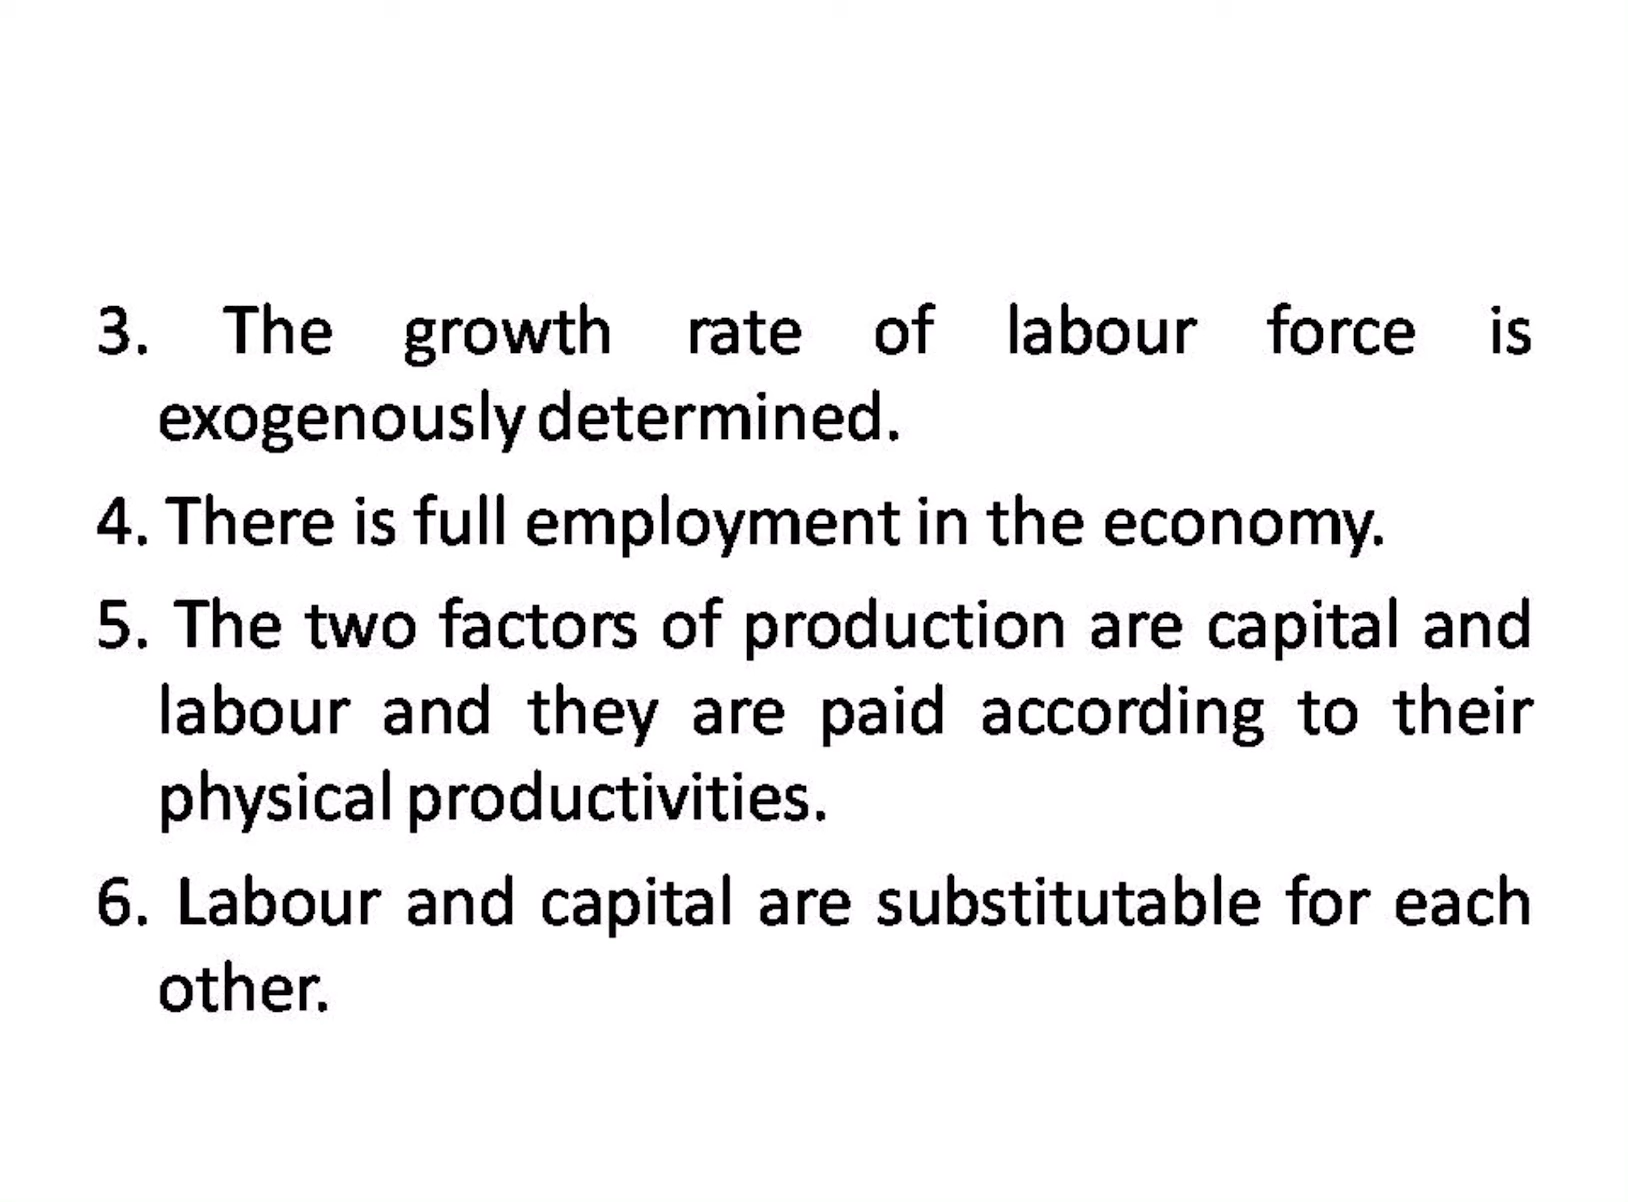 3. The growth rate of labour force is
exogenously determined.
4. There is full employment in the economy.
5. The two factors of production are capital and
labour and they are paid according to their
physical productivities.
6. Labour and capital are substitutable for each
other.